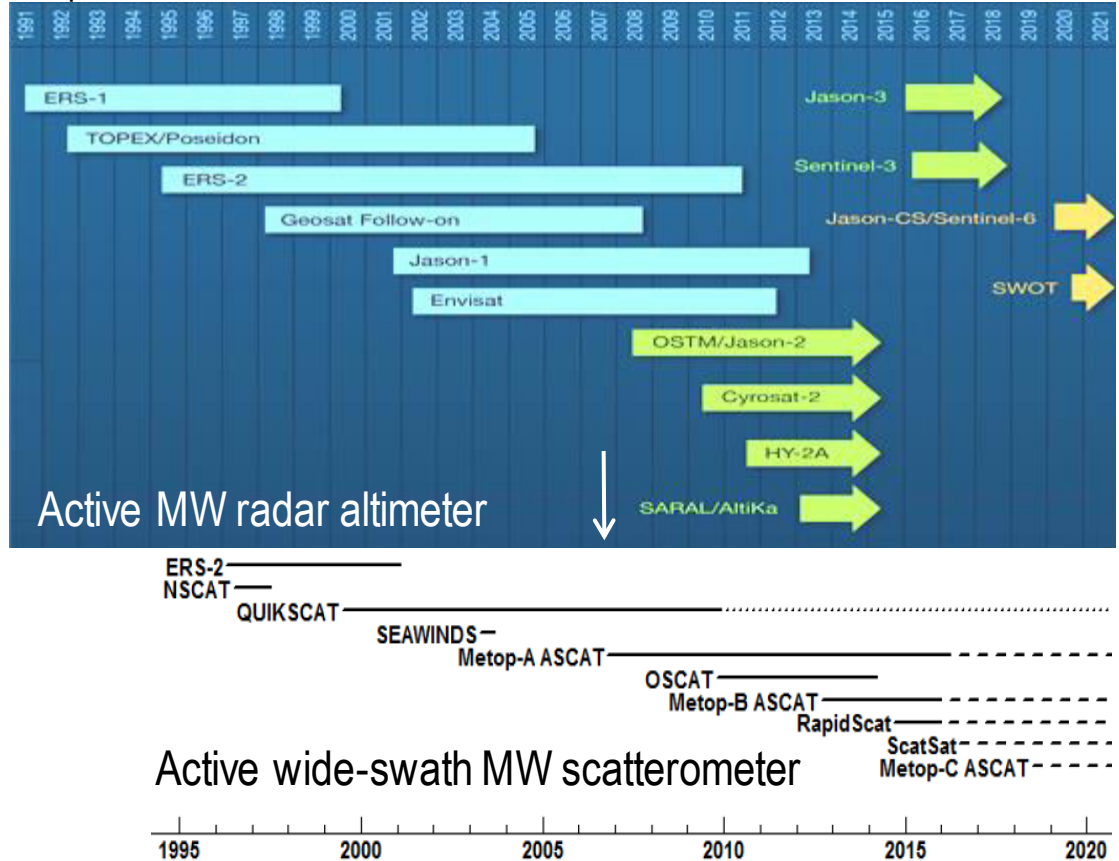 1991 1992 1993 1994 1995 1996 1997 1998 1999 2000 2001 2002 2003 2004 2005 2006 2007 2008 2009 2010 2011 2012 2013 2014 2015 2016 2017 2018 2019 2020 2021
ERS-1
Jason-3
TOPEX/Poseidon
Sentinel-3
ERS-2
Geosat Follow-on
Jason-CS/Sentinel-6
Jason-1
SWOT
Envisat
OSTM/Jason-2
Cyrosat-2
HY-2A
SARAL/AltiKa
Active MW radar altimeter
ERS-2
NSCAT
QUIKSCAT
SEAWINDS
Metop-A ASCAT
OSCAT
Metop-B ASCAT
RapidScat
ScatSat
Metop-C ASCAT
Active wide-swath MW scatterometer
1995 2000 2005 2010 2015 2020